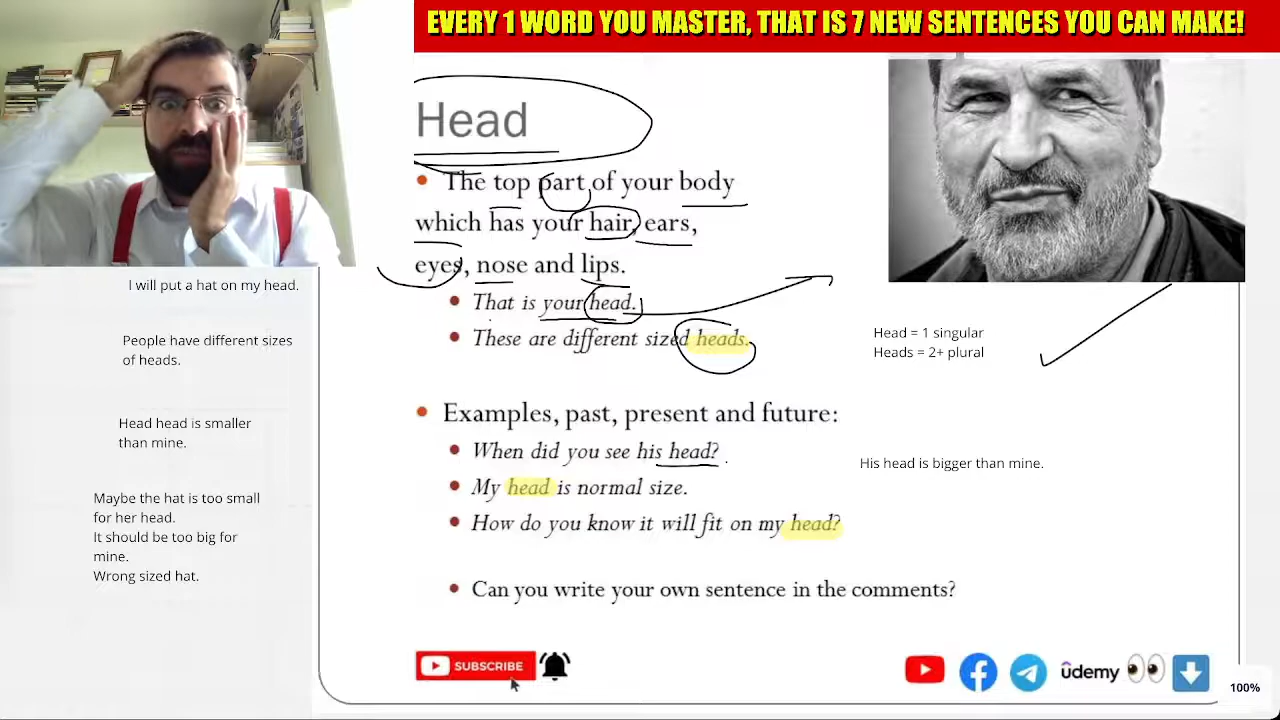 EVERY 1 WORD YOU MASTER, THAT IS 7 NEW SENTENCES YOU CAN MAKE!
Head
The top part of your body
which has your hair, ears,
eyes, nose and lips.
That is your head.
These are different sized heads.
Examples, past, present and future:
When did you see his head?
My head is normal size.
How do you know it will fit on my head?
Can you write your own sentence in the comments?
I will put a hat on my head.
People have different sizes
of heads.
Head head is smaller
than mine.
Maybe the hat is too small
for her head.
It should be too big for
mine.
Wrong sized hat.
Head = 1 singular
Heads = 2+ plural
His head is bigger than mine.
SUBSCRIBE
udemy
100%